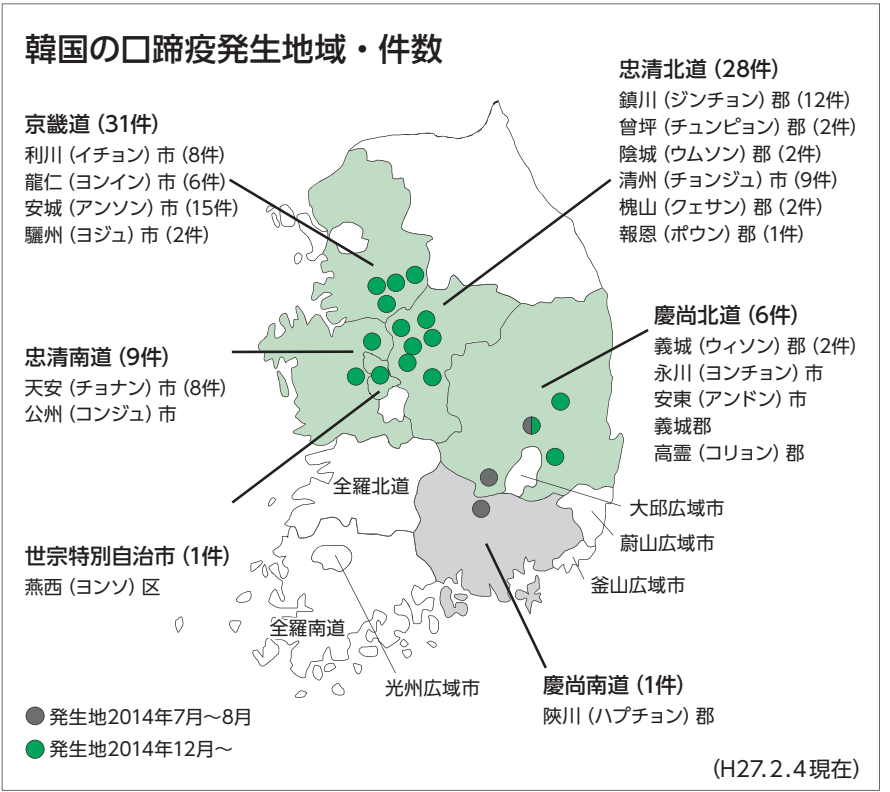 韓国の口蹄疫発生地域・件数
京畿道（31件）
利川（イチョン）市（8件）
龍仁（ヨンイン）市（6件）
安城（アンソン）市（15件）
驪州（ヨジュ）市（2件）
忠清北道（28件）
鎮川（ジンチョン）郡（12件）
曾坪（チュンピョン）郡（2件）
陰城（ウムソン）郡（2件）
清州（チョンジュ）市（9件）
槐山（クェサン）郡（2件）
報恩（ポウン）郡（1件）
忠清南道（9件）
天安（チョナン）市（8件）
公州（コンジュ）市
慶尚北道（6件）
義城（ウィソン）郡（2件）
永川（ヨンチョン）市
安東（アンドン）市
義城郡
高霊（コリョン）郡
全羅北道
大邱広域市
蔚山広域市
釜山広域市
世宗特別自治市（1件）
燕西（ヨンソ）区
全羅南道
光州広域市
慶尚南道（1件）
陜川（ハプチョン）郡
発生地2014年7月～8月
発生地2014年12月～
（H27.2.4現在）